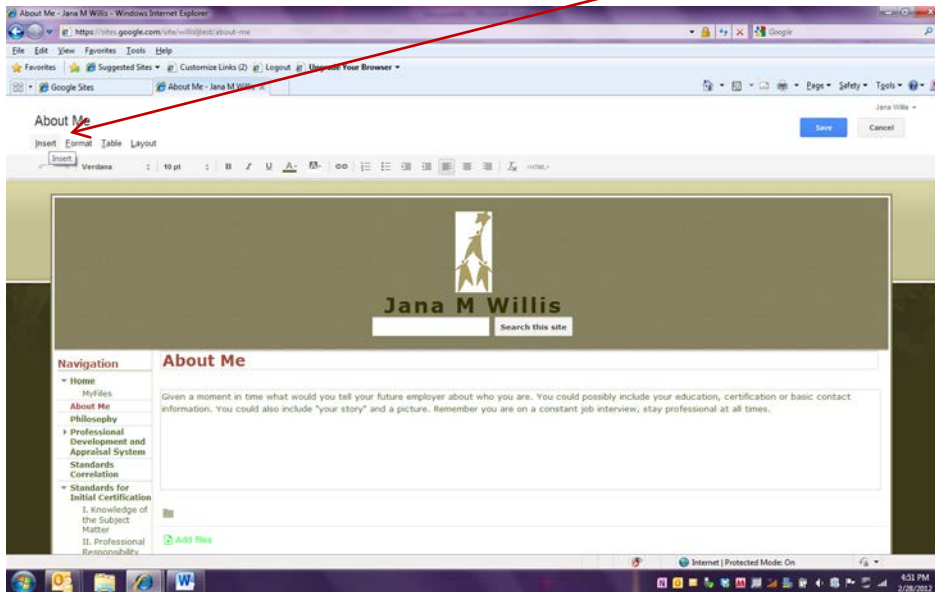 About Me - Jana M Willis - Windows Internet Explorer
https://sites.google.com/site/willisjtest/about-me
Google
File Edit View Favorites Tools Help
Favorites Suggested Sites Customize Links (2) Logout Upgrade Your Browser
Google Sites About Me - Jana M Willis Page Safety Tools
Jana Willis
About Me
Save Cancel
Insert Format Table Layout
Insert
Verdana 10 pt B I U A <HTML>
Jana M Willis
Search this site
Navigation
Home
MyFiles
About Me
Philosophy
Professional
Development and
Appraisal System
Standards
Correlation
Standards for
Initial Certification
I. Knowledge of
the Subject
Matter
II. Professional
Responsibility
About Me
Given a moment in time what would you tell your future employer about who you are. You could possibly include your education, certification or basic contact
information. You could also include "your story" and a picture. Remember you are on a constant job interview, stay professional at all times.
Add files
Internet | Protected Mode: On
4:51 PM
2/28/2012